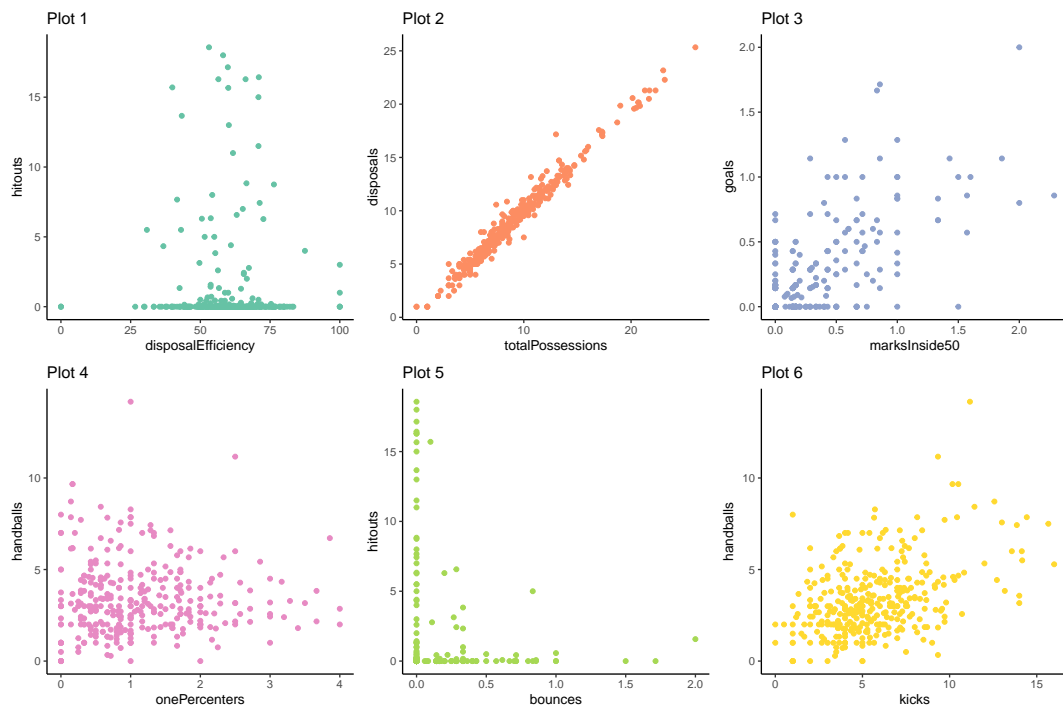 Plot 1
15
10
5
0
hitouts
0
25
50
75
100
disposalEfficiency
Plot 2
25
20
15
10
5
0
disposals
0
10
20
totalPossessions
Plot 3
2.0
1.5
1.0
0.5
0.0
goals
0.0
0.5
1.0
1.5
2.0
marksInside50
Plot 4
10
5
0
handballs
0
1
2
3
4
onePercenters
Plot 5
15
10
5
0
hitouts
0.0
0.5
1.0
1.5
2.0
bounces
Plot 6
10
5
0
handballs
0
5
10
15
kicks